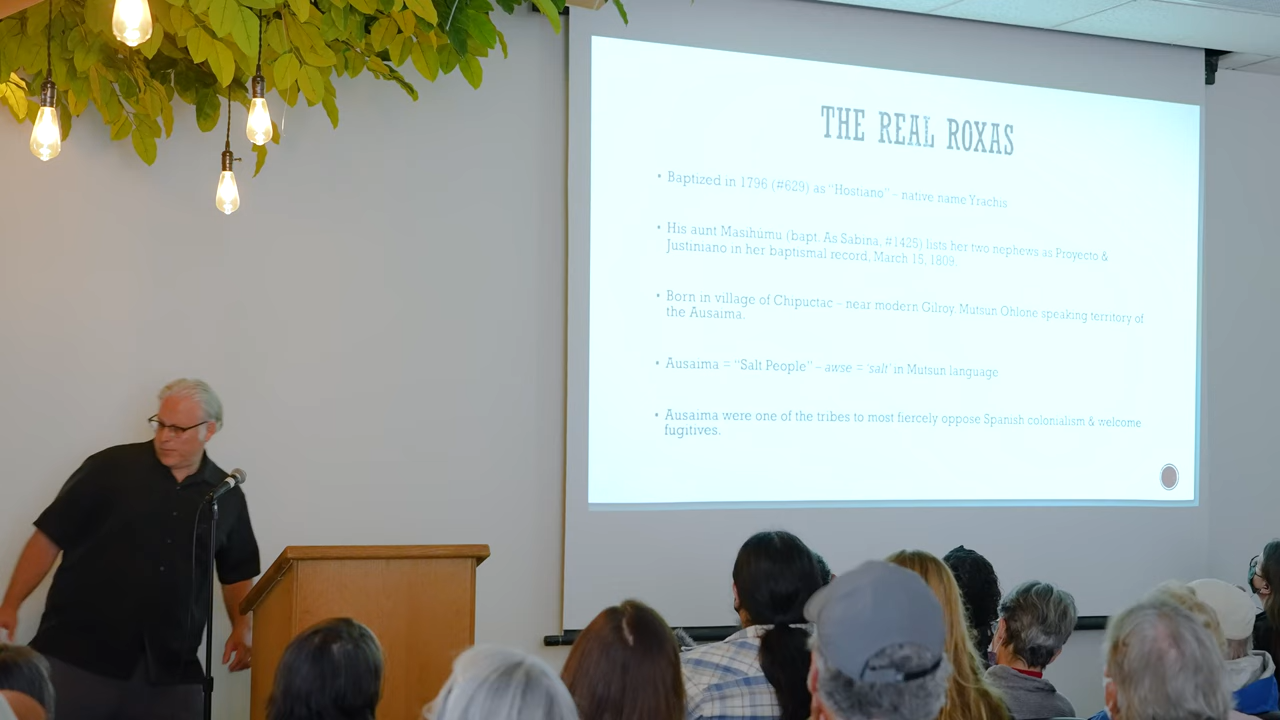 THE REAL ROXAS
• Baptized in 1796 (#629) as "Hostiano" – native name Yrachis
• His aunt Masihúmu (bapt. As Sabina, #1425) lists her two nephews as Proyecto &
Justiniano in her baptismal record, March 15, 1809.
• Born in village of Chipuctac – near modern Gilroy. Mutsun Ohlone speaking territory of
the Ausaima.
• Ausaima = "Salt People" – awse = 'salt' in Mutsun language
• Ausaima were one of the tribes to most fiercely oppose Spanish colonialism & welcome
fugitives.